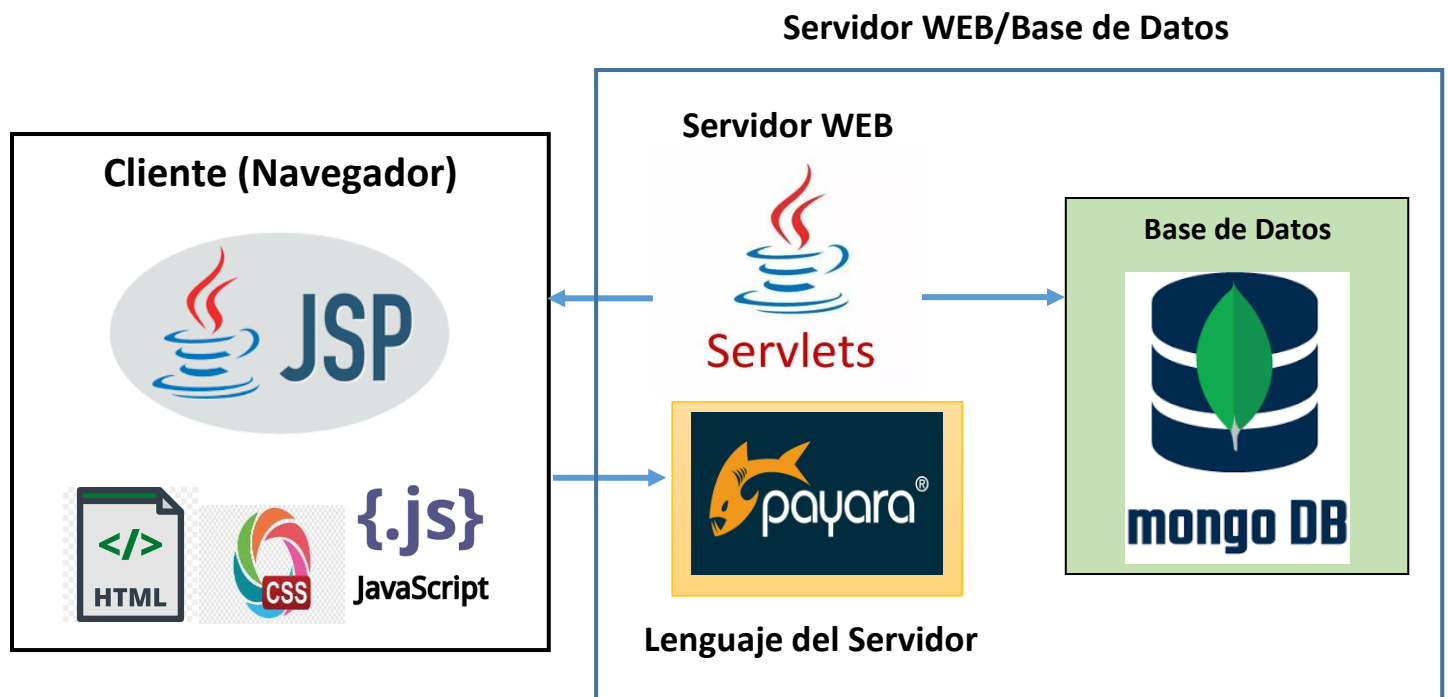 Servidor WEB/Base de Datos
Cliente (Navegador)
JSP
</>
HTML
CSS
{.js}
JavaScript
Servidor WEB
Servlets
payara®
Lenguaje del Servidor
Base de Datos
mongo DB